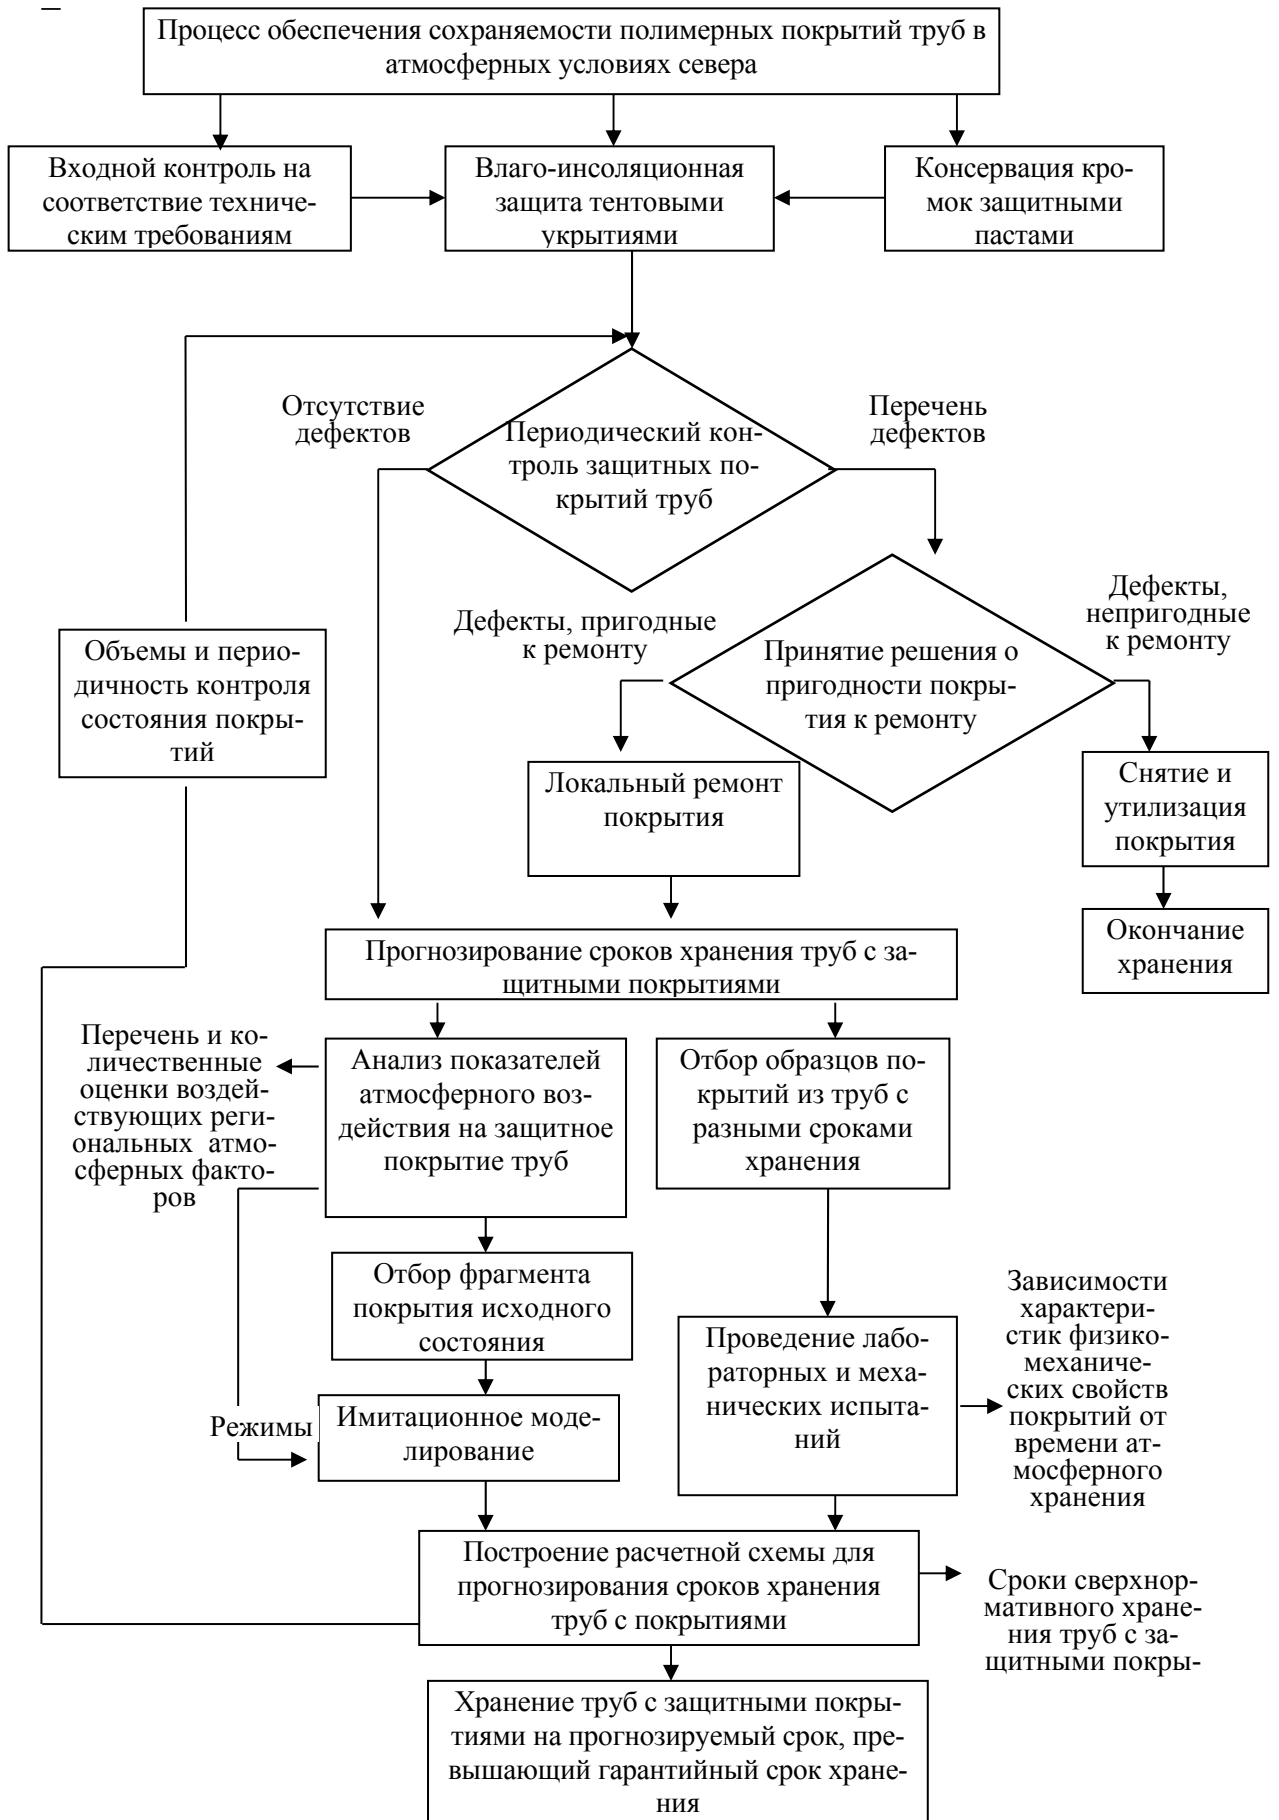 Процесс обеспечения сохраняемости полимерных покрытий труб в
атмосферных условиях севера
Входной контроль на
соответствие техниче-
ским требованиям
Влаго-инсоляционная
защита тентовыми
укрытиями
Консервация кро-
мок защитными
пастами
Отсутствие
дефектов
Периодический кон-
троль защитных по-
крытий труб
Перечень
дефектов
Объемы и перио-
дичность контроля
состояния покры-
тий
Дефекты, пригодные
к ремонту
Принятие решения о
пригодности покры-
тия к ремонту
Дефекты,
непригодные
к ремонту
Локальный ремонт
покрытия
Снятие и
утилизация
покрытия
Окончание
хранения
Прогнозирование сроков хранения труб с за-
щитными покрытиями
Перечень и ко-
личественные
оценки воздей-
ствующих реги-
ональных атмо-
сферных факто-
ров
Анализ показателей
атмосферного воз-
действия на защитное
покрытие труб
Отбор образцов по-
крытий из труб с
разными сроками
хранения
Отбор фрагмента
покрытия исходного
состояния
Режимы
Имитационное моде-
лирование
Проведение лабо-
раторных и меха-
нических испыта-
ний
Зависимости
характери-
стик физико-
механиче-
ских свойств
покрытий от
времени ат-
мосферного
хранения
Построение расчетной схемы для
прогнозирования сроков хранения
труб с покрытиями
Сроки сверхнор-
мативного хране-
ния труб с за-
щитными покры-
Хранение труб с защитными покры-
тиями на прогнозируемый срок, пре-
вышающий гарантийный срок хране-
ния